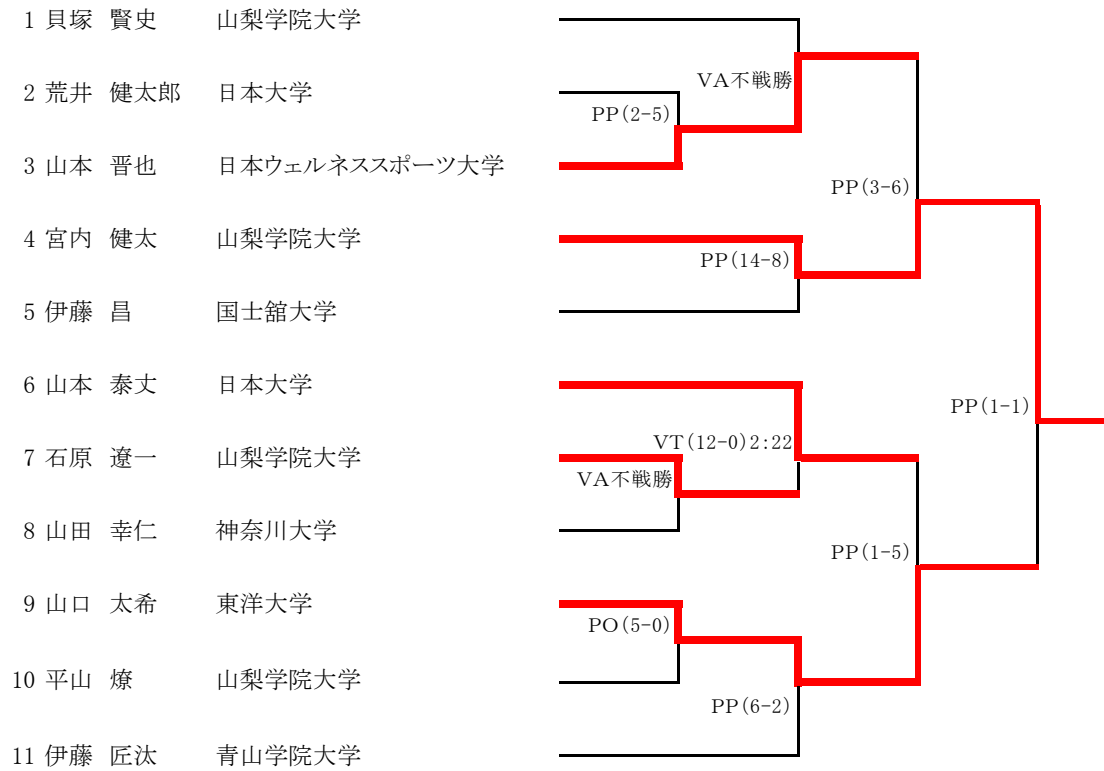 1 貝塚 賢史 山梨学院大学
VA不戦勝
2 荒井 健太郎 日本大学
PP(2-5)
3 山本 晋也 日本ウェルネススポーツ大学
PP(3-6)
4 宮内 健太 山梨学院大学
PP(14-8)
5 伊藤 昌 国士舘大学
6 山本 泰丈 日本大学
PP(1-1)
VT(12-0)2:22
7 石原 遼一 山梨学院大学
VA不戦勝
8 山田 幸仁 神奈川大学
PP(1-5)
9 山口 太希 東洋大学
PO(5-0)
10 平山 燎 山梨学院大学
PP(6-2)
11 伊藤 匠汰 青山学院大学